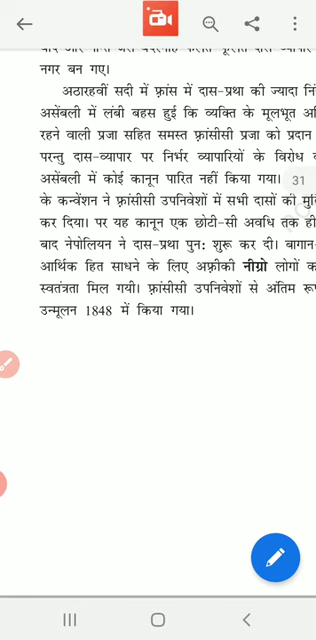 नगर बन गए।
अठारहवीं सदी में फ़्रांस में दास-प्रथा की ज्यादा
असेंबली में लंबी बहस हुई कि व्यक्ति के मूलभूत
रहने वाली प्रजा सहित समस्त फ़्रांसीसी प्रजा को प्रदान
परन्तु दास-व्यापार पर निर्भर व्यापारियों के विरोध
असेंबली में कोई कानून पारित नहीं किया गया।
31
के कन्वेंशन ने फ़्रांसीसी उपनिवेशों में सभी दासों की
कर दिया। पर यह कानून एक छोटी-सी अवधि तक ही
बाद नेपोलियन ने दास-प्रथा पुन: शुरू कर दी। बागान
आर्थिक हित साधने के लिए अफ़्रीकी नीग्रो लोगों
स्वतंत्रता मिल गयी। फ़्रांसीसी उपनिवेशों से अंतिम
उन्मूलन 1848 में किया गया।